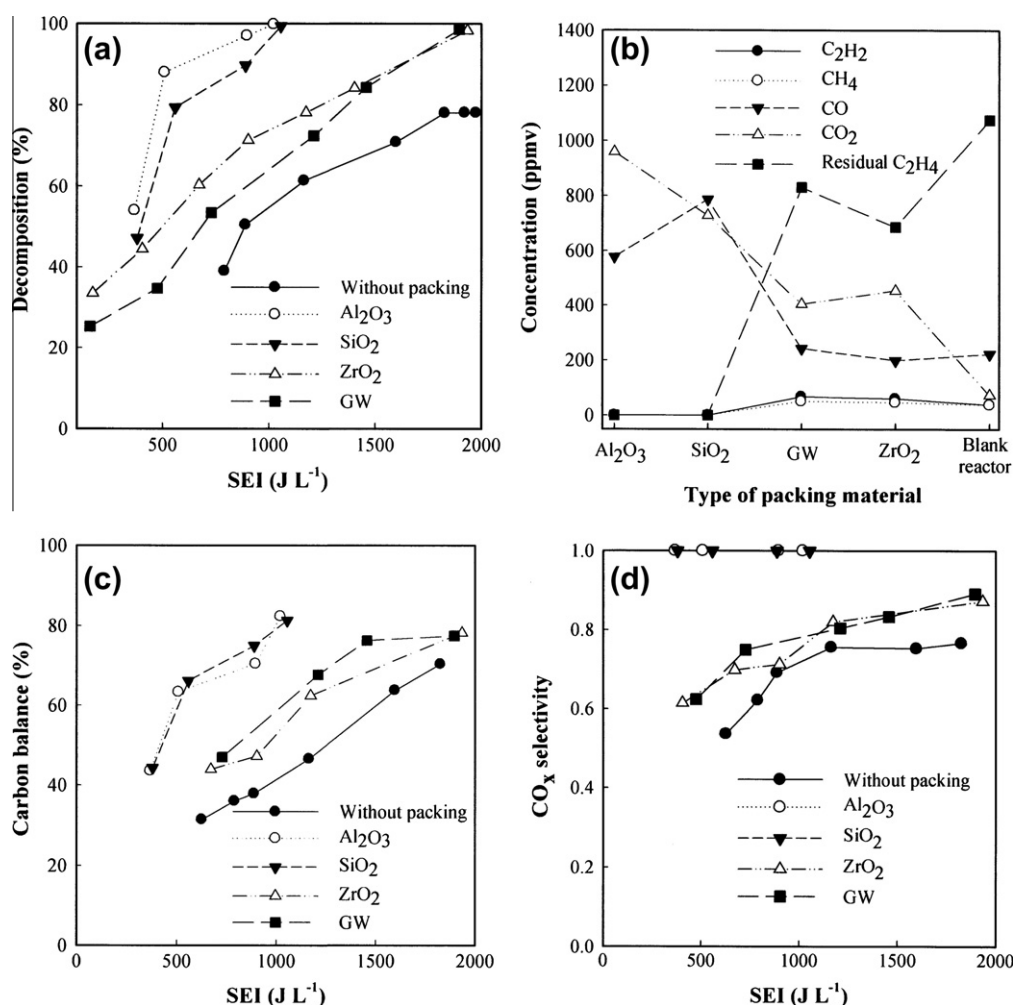 (a)
100
80
60
40
20
0
Decomposition (%)
Without packing
Al₂O₃
SiO₂
ZrO₂
GW
500
1000
1500
2000
SEI (J L⁻¹)
(b)
1400
1200
1000
800
600
400
200
0
Concentration (ppmv)
C₂H₂
CH₄
CO
CO₂
Residual C₂H₄
Al₂O₃
SiO₂
GW
ZrO₂
Blank
reactor
Type of packing material
(c)
100
80
60
40
20
0
Carbon balance (%)
Without packing
Al₂O₃
SiO₂
ZrO₂
GW
0
500
1000
1500
2000
SEI (J L⁻¹)
(d)
1.0
0.8
0.6
0.4
0.2
0.0
COₓ selectivity
Without packing
Al₂O₃
SiO₂
ZrO₂
GW
0
500
1000
1500
2000
SEI (J L⁻¹)